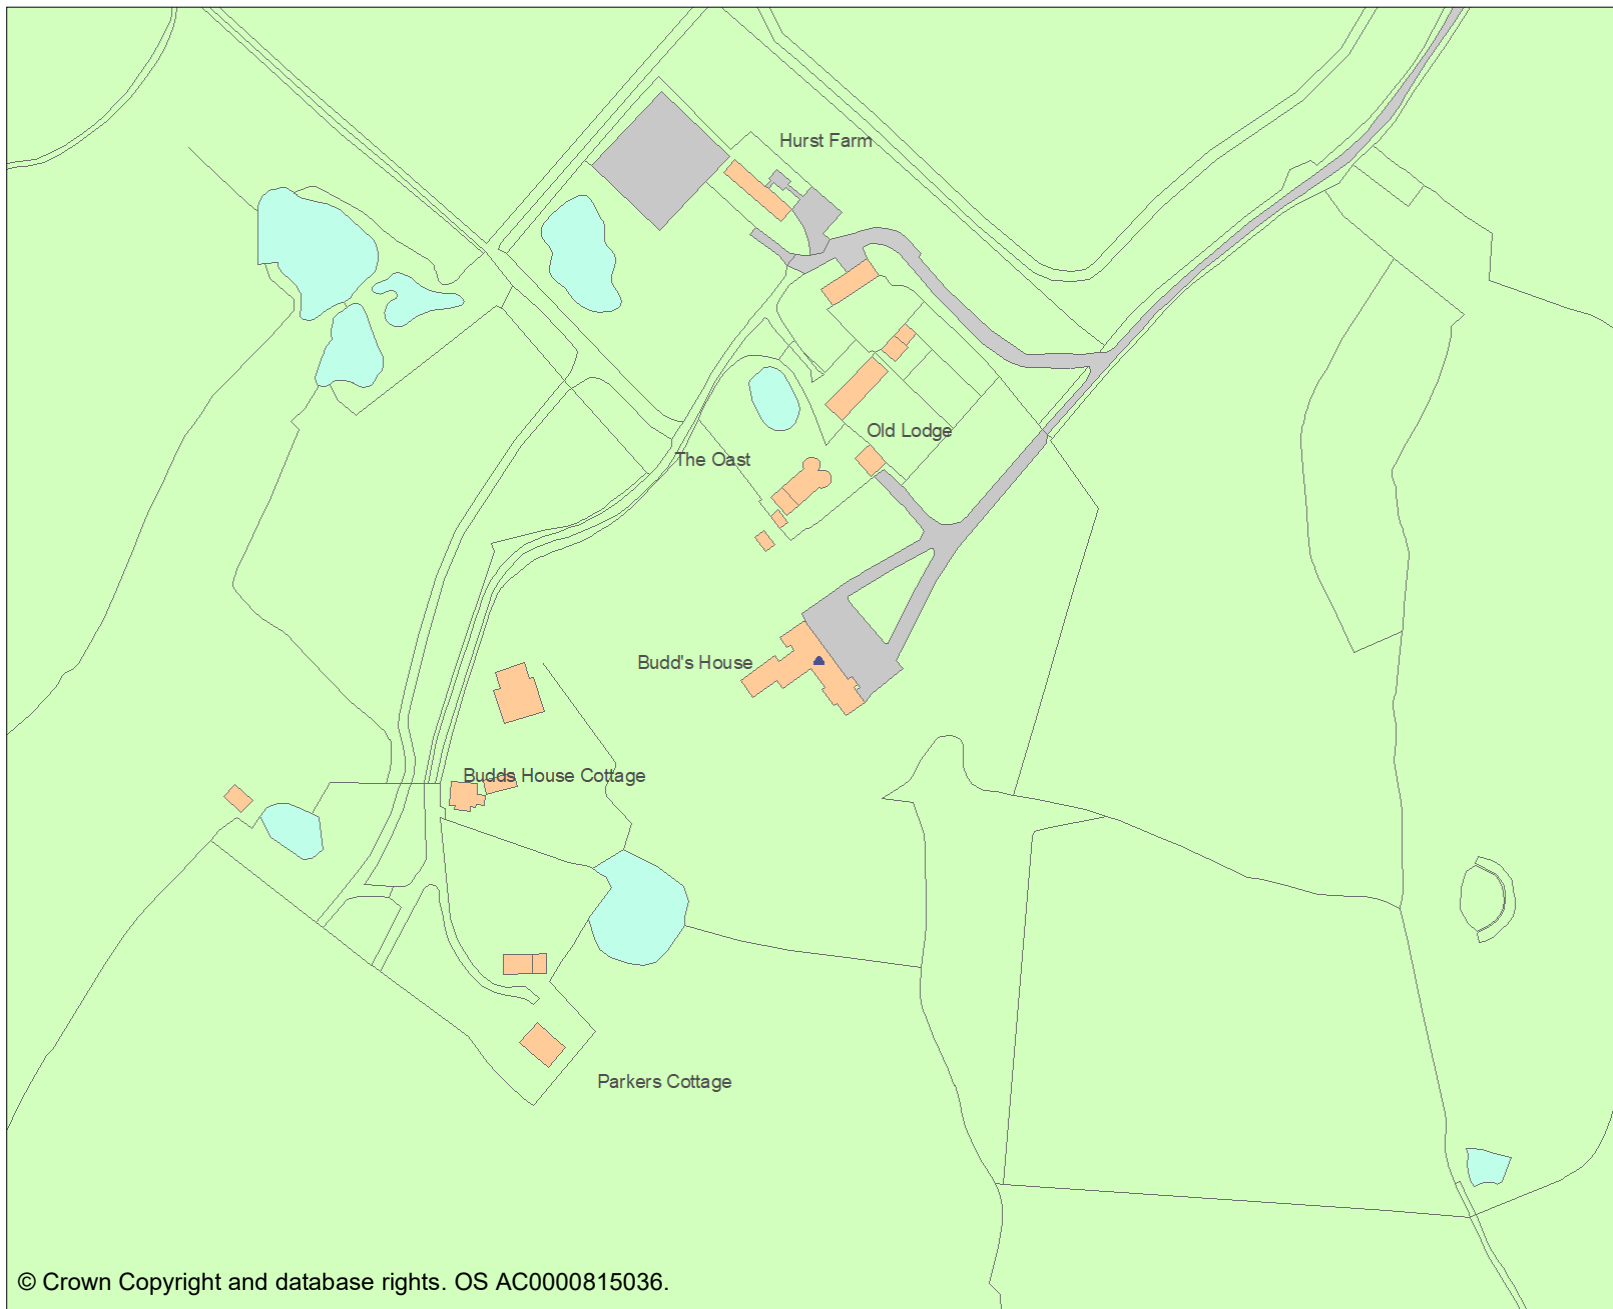 Hurst Farm
Old Lodge
The Oast
Budd's House
Budds House Cottage
Parkers Cottage
© Crown Copyright and database rights. OS AC0000815036.